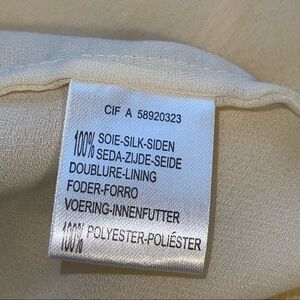 CIF A 58920323
100% SOIE-SILK-SIDEN
SEDA-ZIJDE-SEIDE
DOUBLURE-LINING
FODER-FORRO
VOERING-INNENFUTTER
100% POLYESTER-POLIÉSTER